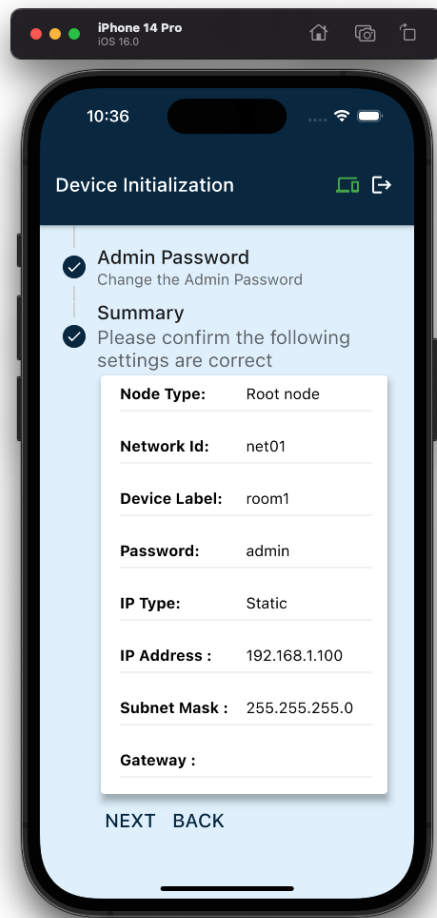 iPhone 14 Pro
iOS 16.0
10:36
Device Initialization
Admin Password
Change the Admin Password
Summary
Please confirm the following
settings are correct
Node Type: Root node
Network Id: net01
Device Label: room1
Password: admin
IP Type: Static
IP Address : 192.168.1.100
Subnet Mask : 255.255.255.0
Gateway :
NEXT BACK